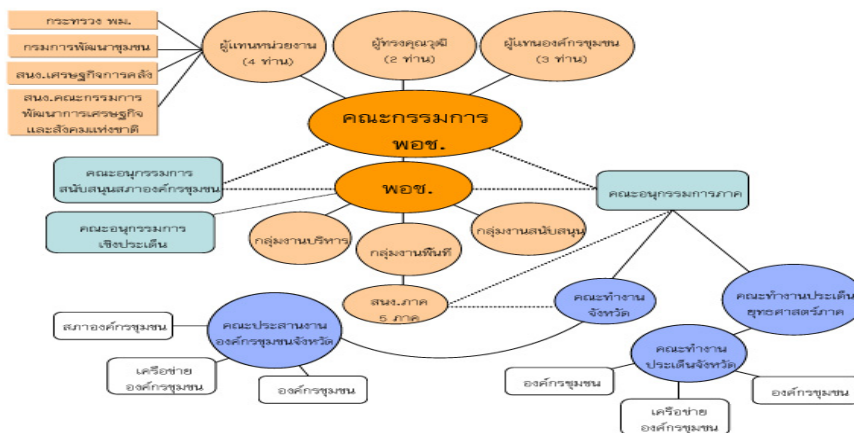 กระทรวง พม.
กรมการพัฒนาชุมชน
สนง.เศรษฐกิจการคลัง
สนง.คณะกรรมการ
พัฒนาการเศรษฐกิจ
และสังคมแห่งชาติ
ผู้แทนหน่วยงาน
(4 ท่าน)
ผู้ทรงคุณวุฒิ
(2 ท่าน)
ผู้แทนองค์กรชุมชน
(3 ท่าน)
คณะกรรมการ
พอช.
คณะอนุกรรมการ
สนับสนุนสภาองค์กรชุมชน
พอช.
คณะอนุกรรมการภาค
คณะอนุกรรมการ
เชิงประเด็น
กลุ่มงานบริหาร
กลุ่มงานพื้นที่
กลุ่มงานสนับสนุน
สนง.ภาค
5 ภาค
คณะทำงาน
จังหวัด
คณะทำงานประเด็น
ยุทธศาสตร์ภาค
สภาองค์กรชุมชน
คณะประสานงาน
องค์กรชุมชนจังหวัด
คณะทำงาน
ประเด็นจังหวัด
เครือข่าย
องค์กรชุมชน
องค์กรชุมชน
องค์กรชุมชน
องค์กรชุมชน
เครือข่าย
องค์กรชุมชน